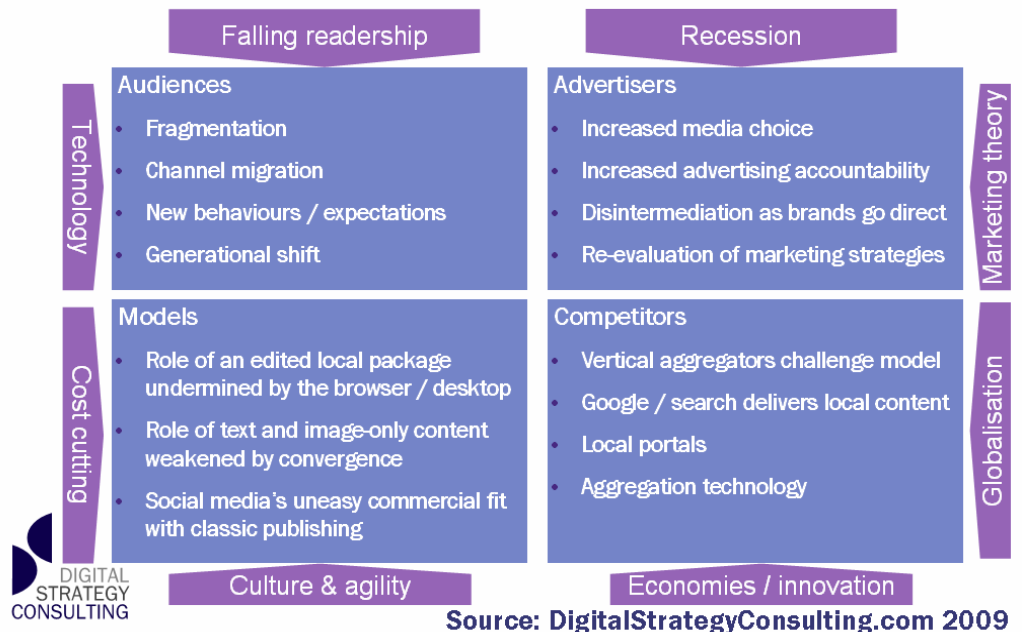 Falling readership
Recession
Technology
Audiences
• Fragmentation
• Channel migration
• New behaviours / expectations
• Generational shift
Advertisers
• Increased media choice
• Increased advertising accountability
• Disintermediation as brands go direct
• Re-evaluation of marketing strategies
Marketing theory
Cost cutting
Models
• Role of an edited local package
undermined by the browser / desktop
• Role of text and image-only content
weakened by convergence
• Social media's uneasy commercial fit
with classic publishing
Competitors
• Vertical aggregators challenge model
• Google / search delivers local content
• Local portals
• Aggregation technology
Globalisation
Culture & agility
Economies / innovation
DIGITAL
STRATEGY
CONSULTING
Source: DigitalStrategyConsulting.com 2009